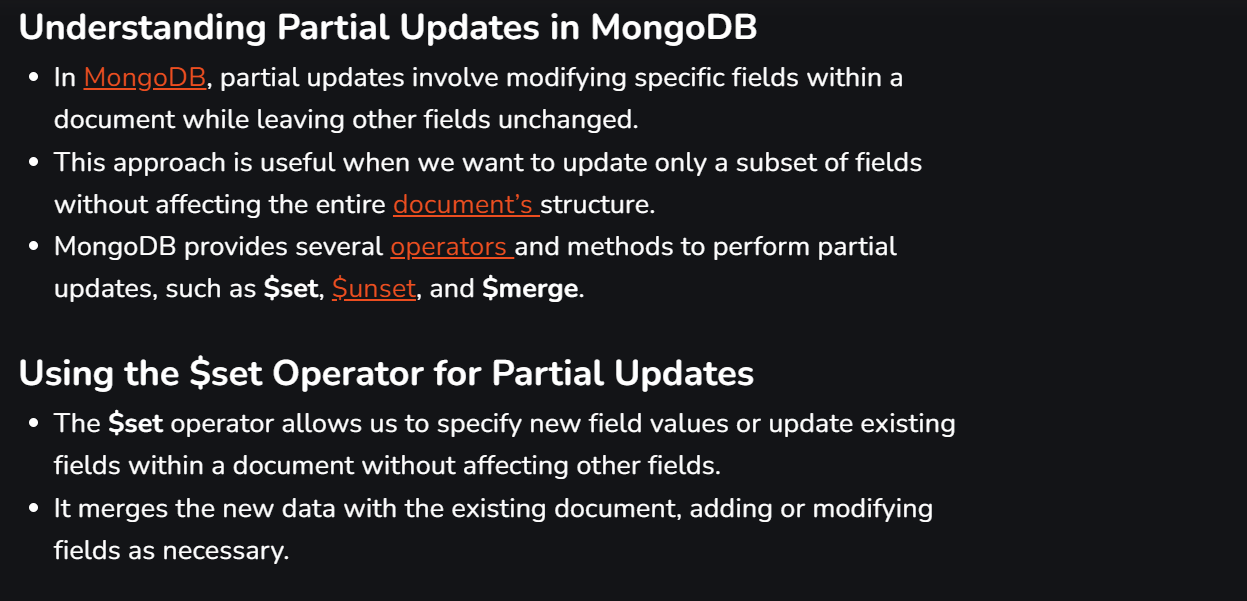 Understanding Partial Updates in MongoDB
• In MongoDB, partial updates involve modifying specific fields within a
document while leaving other fields unchanged.
• This approach is useful when we want to update only a subset of fields
without affecting the entire document’s structure.
• MongoDB provides several operators and methods to perform partial
updates, such as $set, $unset, and $merge.
Using the $set Operator for Partial Updates
• The $set operator allows us to specify new field values or update existing
fields within a document without affecting other fields.
• It merges the new data with the existing document, adding or modifying
fields as necessary.